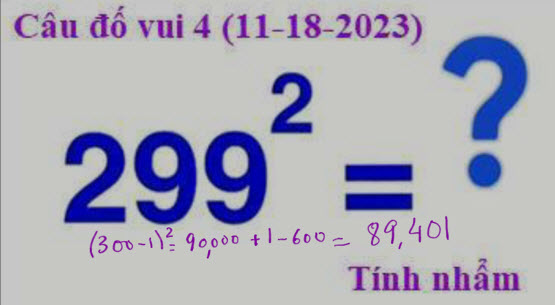 Câu đố vui 4 (11-18-2023)
299² = ?
(300-1)² = 90,000 + 1 - 600 = 89,401
Tính nhẩm